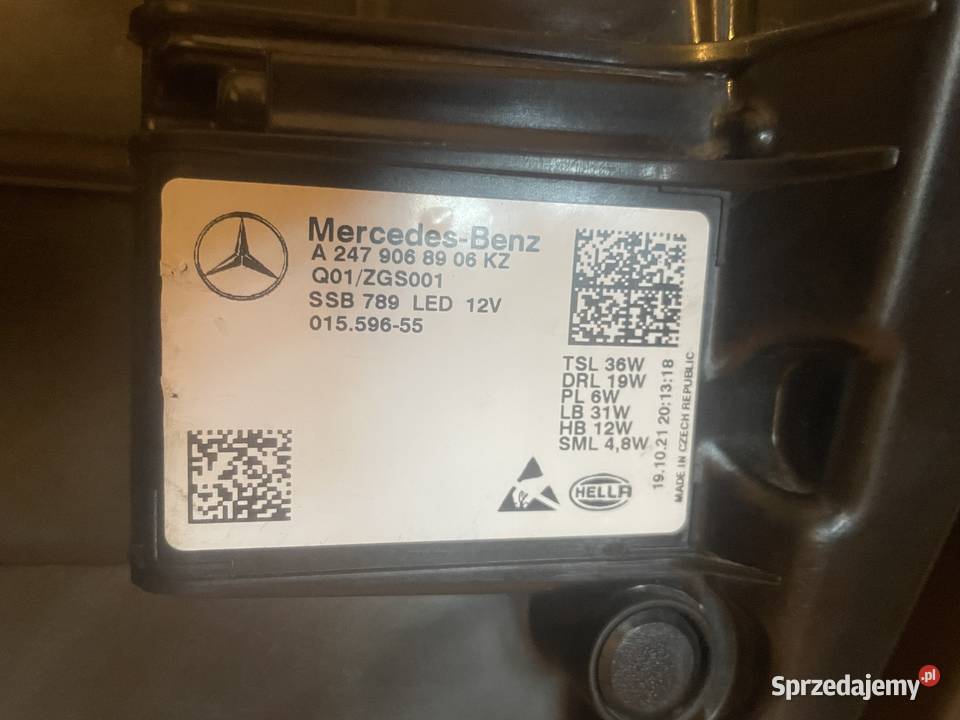 Mercedes-Benz
A 247 906 89 06 KZ
Q01/ZGS001
SSB 789 LED 12V
015.596-55
TSL 36W
DRL 19W
PL 6W
LB 31W
HB 12W
SML 4,8W
19.10.21 20:13:18
MADE IN CZECH REPUBLIC
HELLA
Sprzedajemy.pl